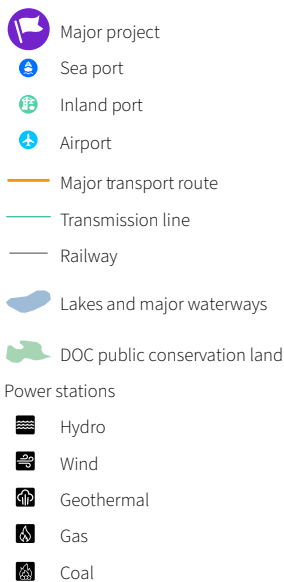 Major project
Sea port
Inland port
Airport
Major transport route
Transmission line
Railway
Lakes and major waterways
DOC public conservation land
Power stations
Hydro
Wind
Geothermal
Gas
Coal